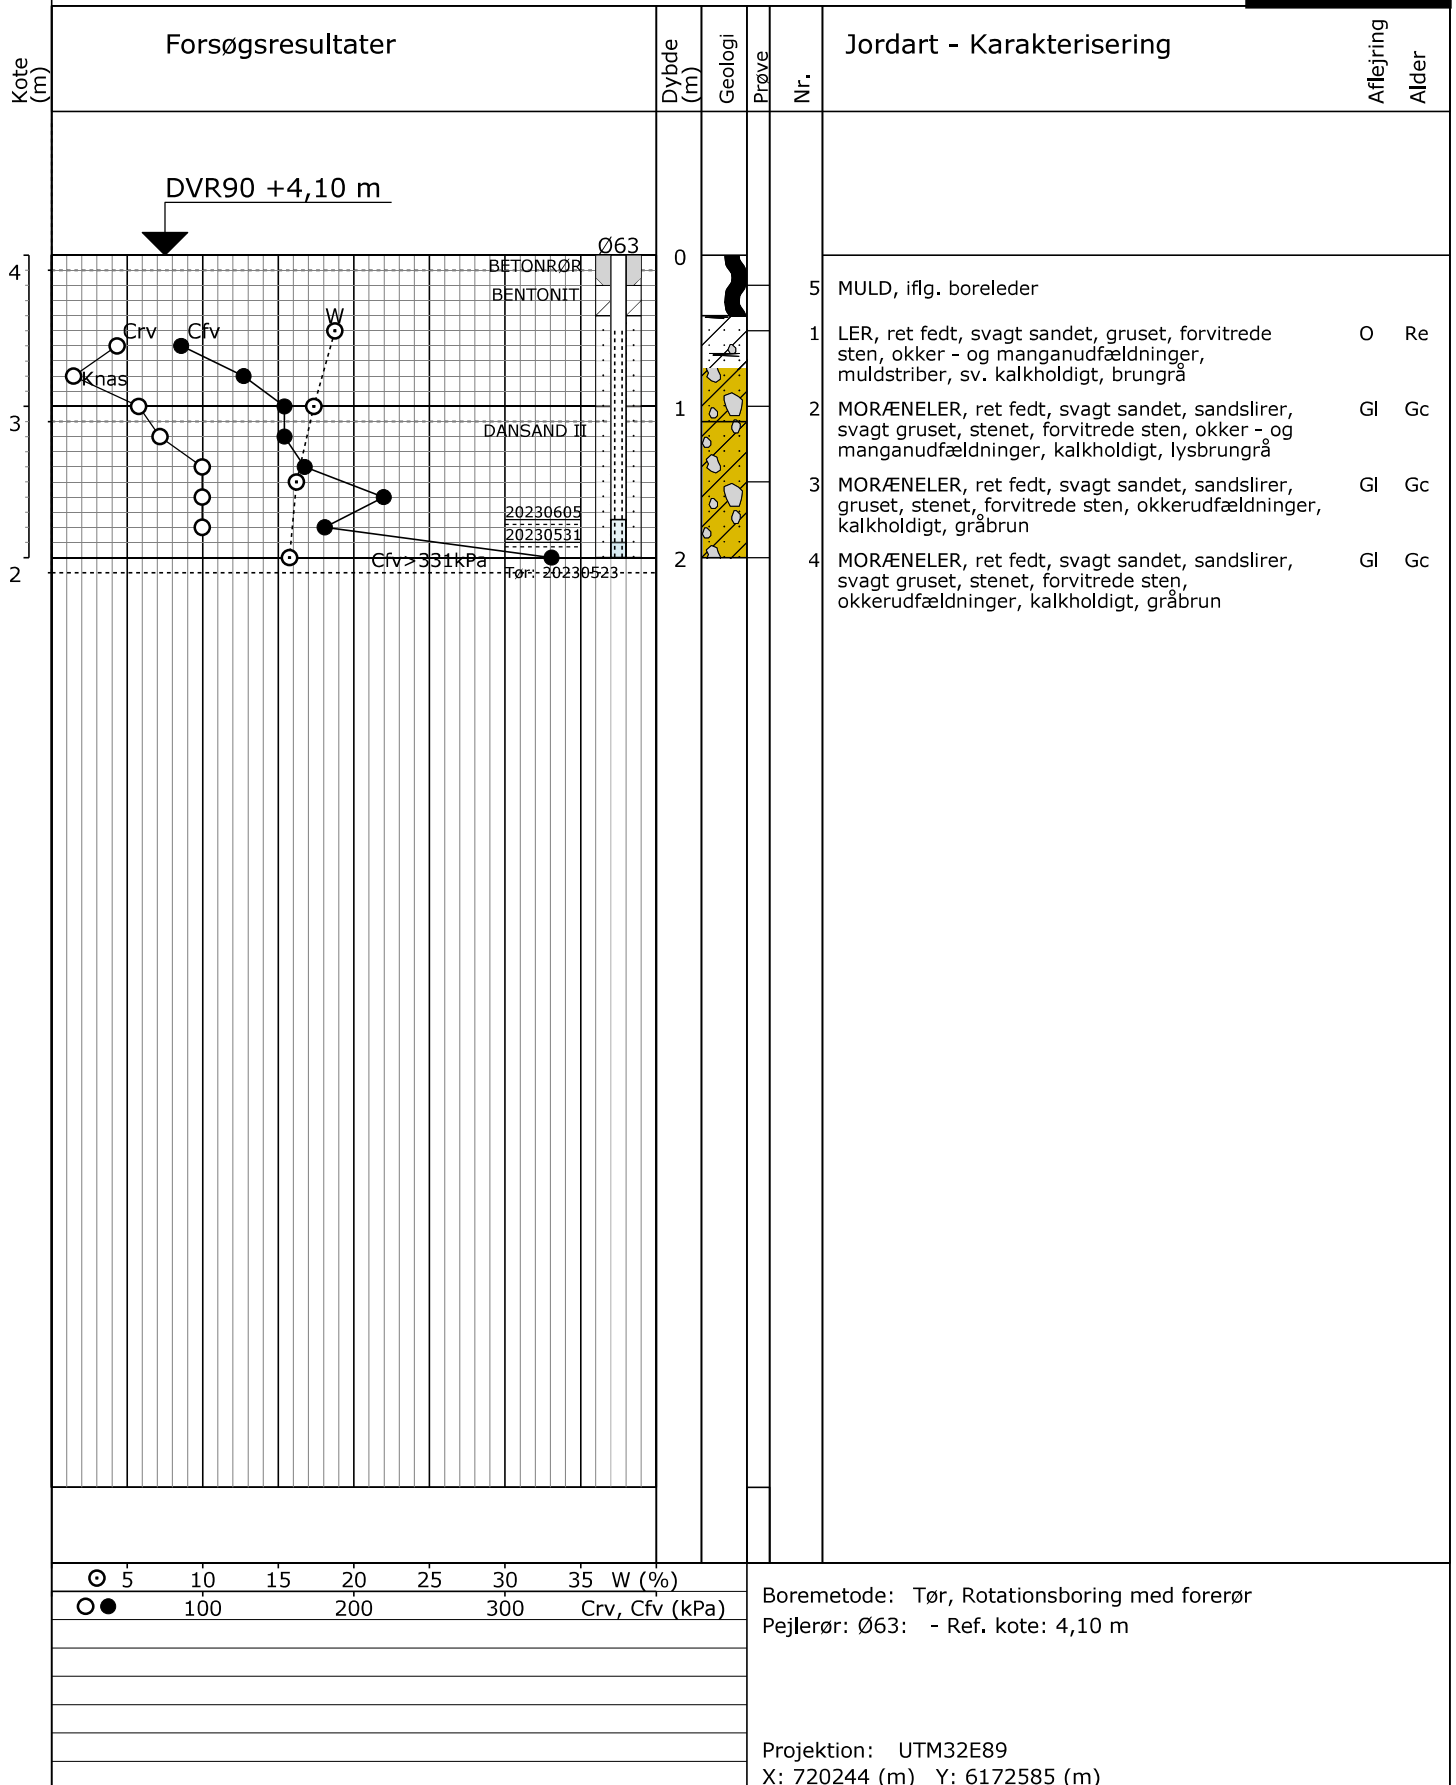 Kote (m)
Forsøgsresultater
Dybde (m)
Geologi
Prøve
Nr.
Jordart - Karakterisering
Aflejring
Alder
DVR90 +4,10 m
Ø63
0
4
BETONRØR
BENTONIT
5 MULD, iflg. boreleder
W
Crv
Cfv
1 LER, ret fedt, svagt sandet, gruset, forvitrede O Re
sten, okker - og manganudfældninger,
muldstriber, sv. kalkholdigt, brungrå
Knas
1
3
DANSAND II
2 MORÆNELER, ret fedt, svagt sandet, sandslirer, Gl Gc
svagt gruset, stenet, forvitrede sten, okker - og
manganudfældninger, kalkholdigt, lysbrungrå
3 MORÆNELER, ret fedt, svagt sandet, sandslirer, Gl Gc
gruset, stenet, forvitrede sten, okkerudfældninger,
kalkholdigt, gråbrun
20230605
20230531
Cfv>331kPa
2
2
Tør: 20230523
4 MORÆNELER, ret fedt, svagt sandet, sandslirer, Gl Gc
svagt gruset, stenet, forvitrede sten,
okkerudfældninger, kalkholdigt, gråbrun
5 10 15 20 25 30 35 W (%)
100 200 300 Crv, Cfv (kPa)
Boremetode: Tør, Rotationsboring med forerør
Pejlerør: Ø63: - Ref. kote: 4,10 m
Projektion: UTM32E89
X: 720244 (m) Y: 6172585 (m)